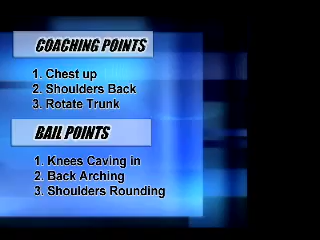 COACHING POINTS
1. Chest up
2. Shoulders Back
3. Rotate Trunk
BAIL POINTS
1. Knees Caving in
2. Back Arching
3. Shoulders Rounding